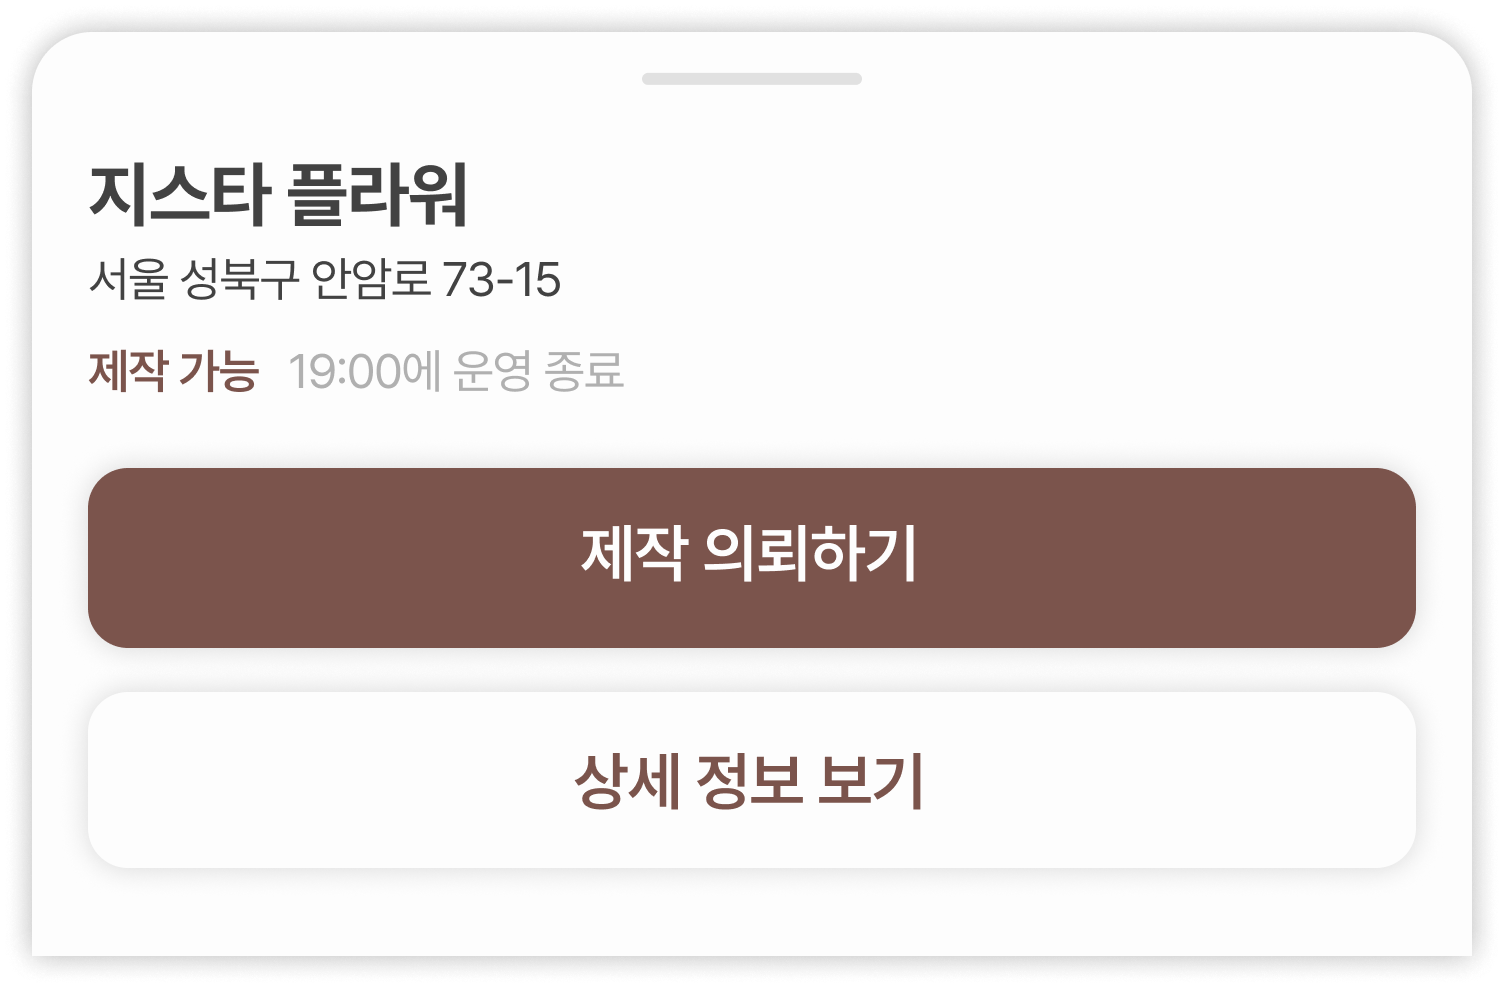 지스타 플라워
서울 성북구 안암로 73-15
제작 가능 19:00에 운영 종료
제작 의뢰하기
상세 정보 보기